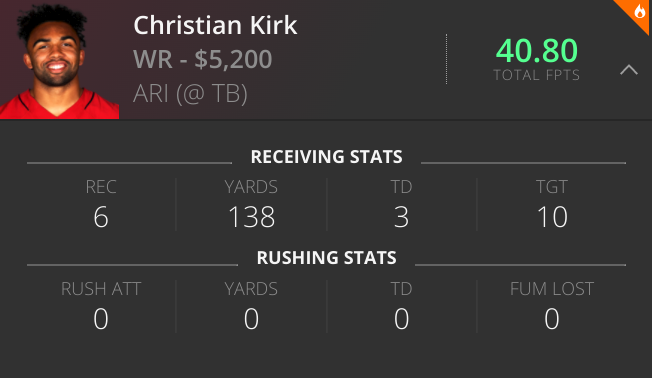 Christian Kirk
WR - $5,200
ARI (@ TB)
40.80
TOTAL FPTS
RECEIVING STATS
REC YARDS TD TGT
6 138 3 10
RUSHING STATS
RUSH ATT YARDS TD FUM LOST
0 0 0 0